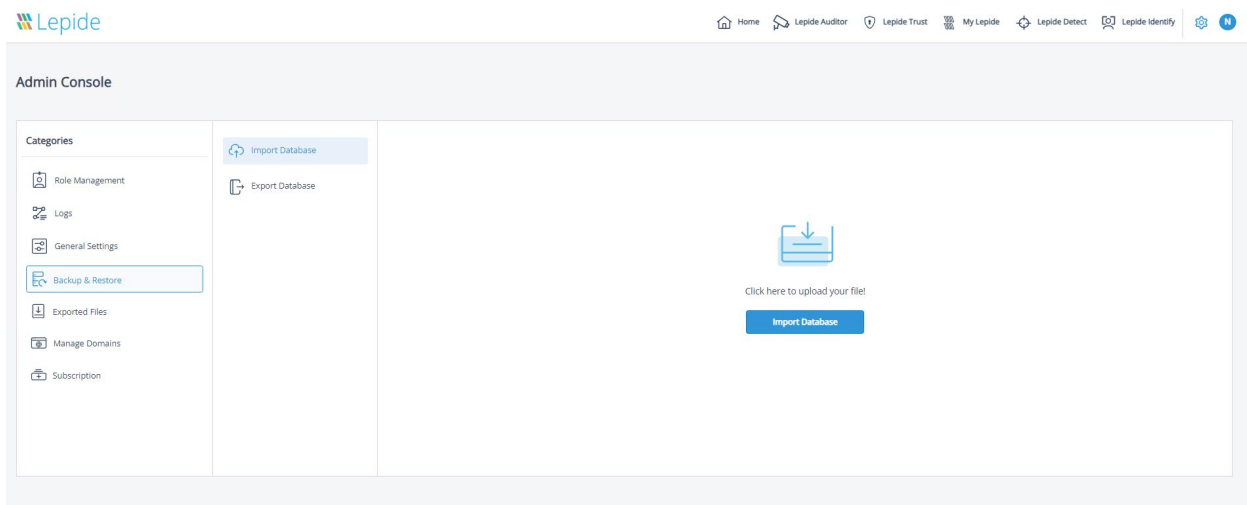 Lepide
Home
Lepide Auditor
Lepide Trust
My Lepide
Lepide Detect
Lepide Identify
N
Admin Console
Categories
Role Management
Logs
General Settings
Backup & Restore
Exported Files
Manage Domains
Subscription
Import Database
Export Database
Click here to upload your file!
Import Database